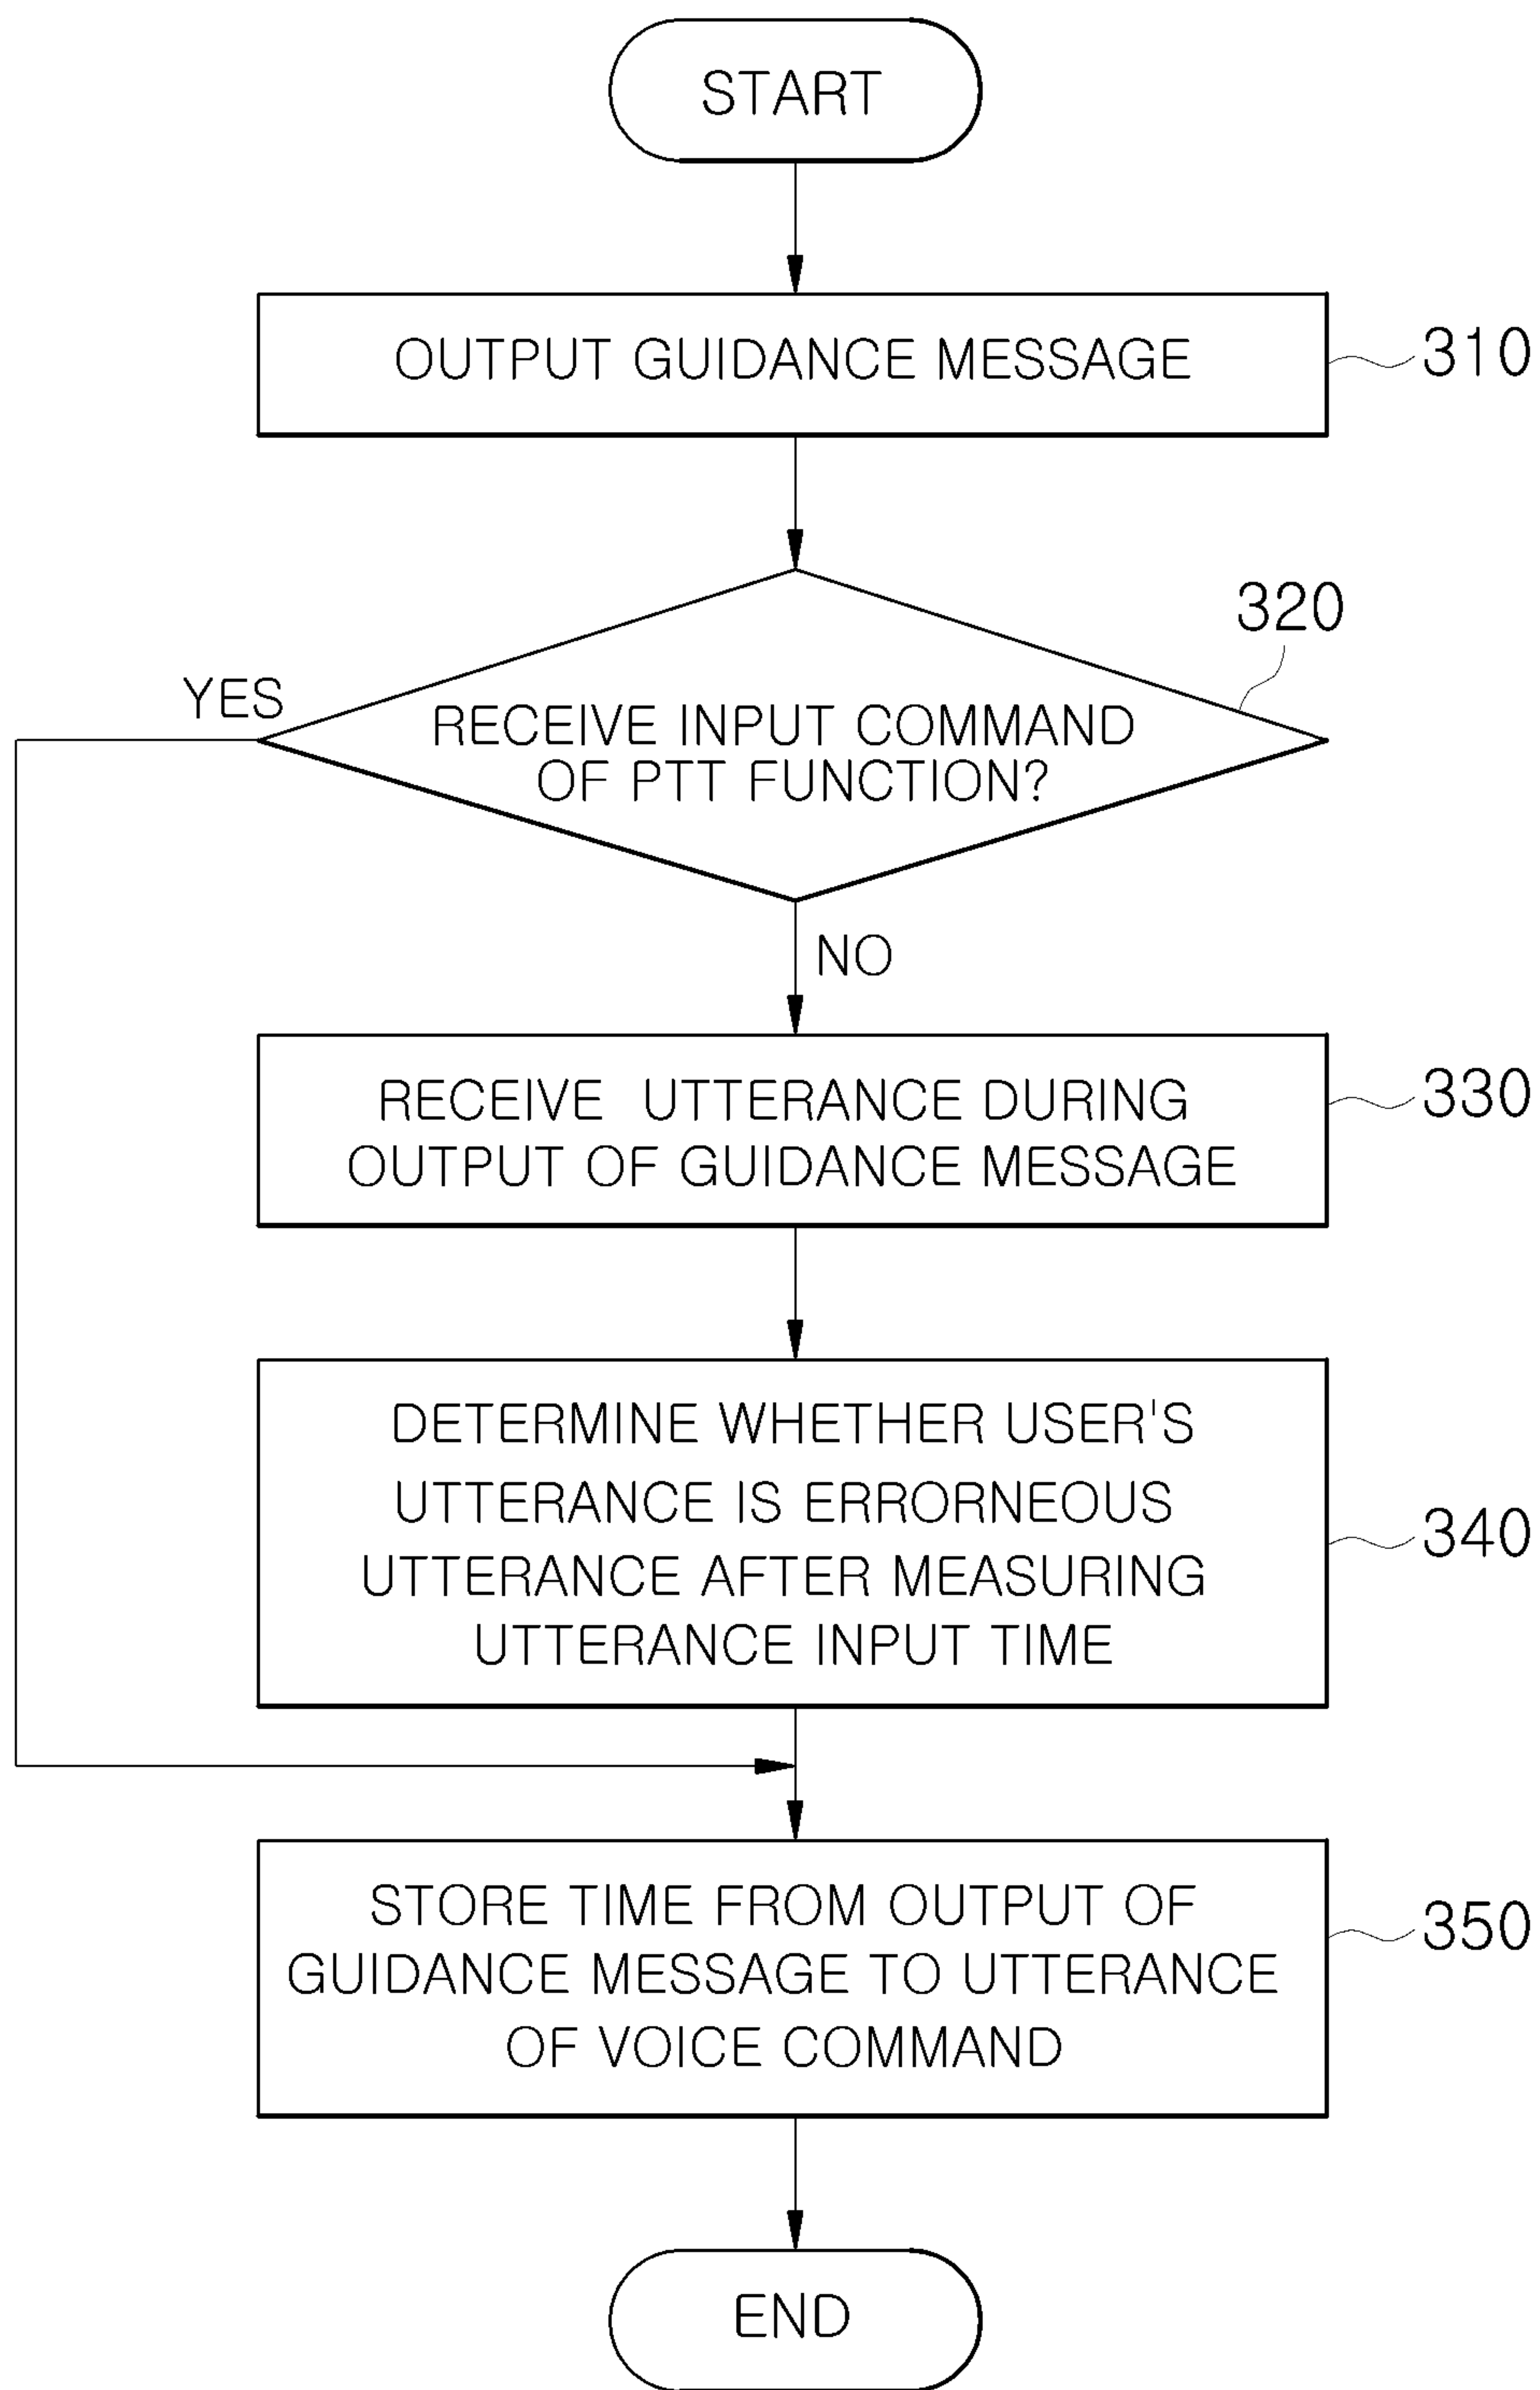 START
OUTPUT GUIDANCE MESSAGE
310
320
YES
RECEIVE INPUT COMMAND
OF PTT FUNCTION?
NO
RECEIVE UTTERANCE DURING
OUTPUT OF GUIDANCE MESSAGE
330
DETERMINE WHETHER USER'S
UTTERANCE IS ERRORNEOUS
UTTERANCE AFTER MEASURING
UTTERANCE INPUT TIME
340
STORE TIME FROM OUTPUT OF
GUIDANCE MESSAGE TO UTTERANCE
OF VOICE COMMAND
350
END